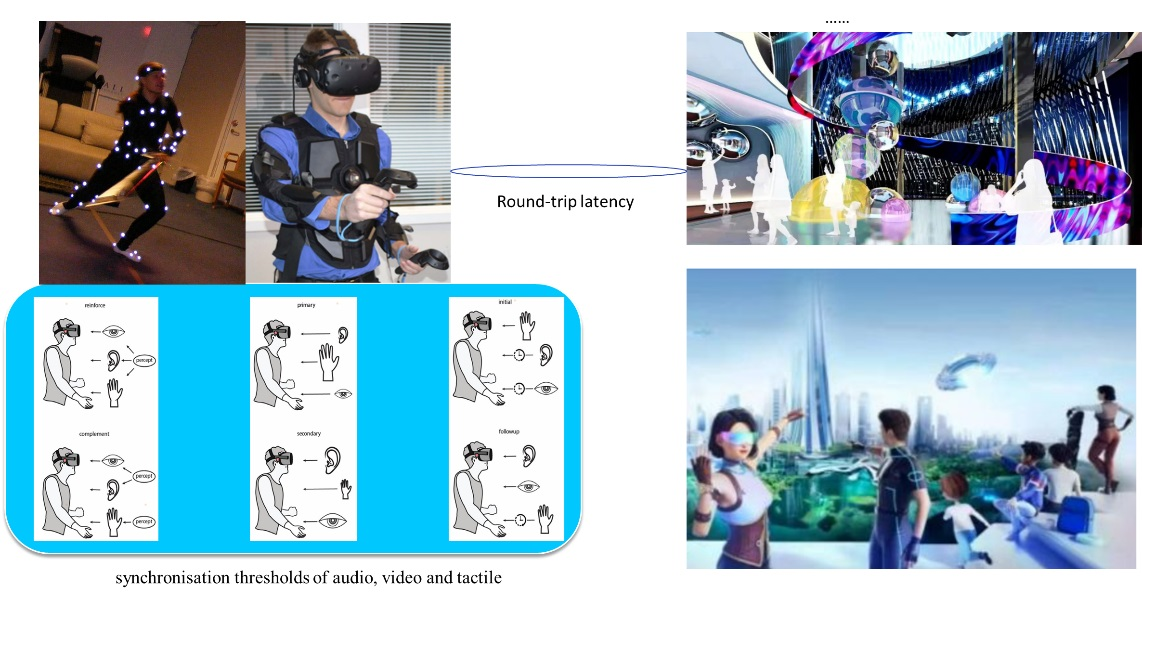 ......
Round-trip latency
reinforce
percept
primary
initial
complement
percept
percept
secondary
followup
synchronisation thresholds of audio, video and tactile